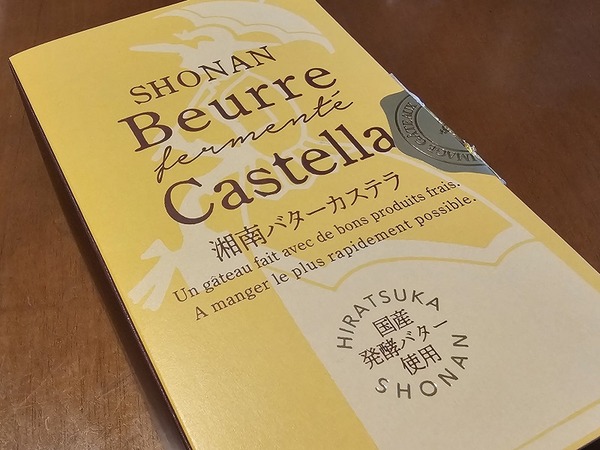 SHONAN
Beurre
fermenté
Castella
湘南バターカステラ
Un gâteau fait avec de bons produits frais.
A manger le plus rapidement possible.
HIRATSUKA
国産
発酵バター
使用
SHONAN